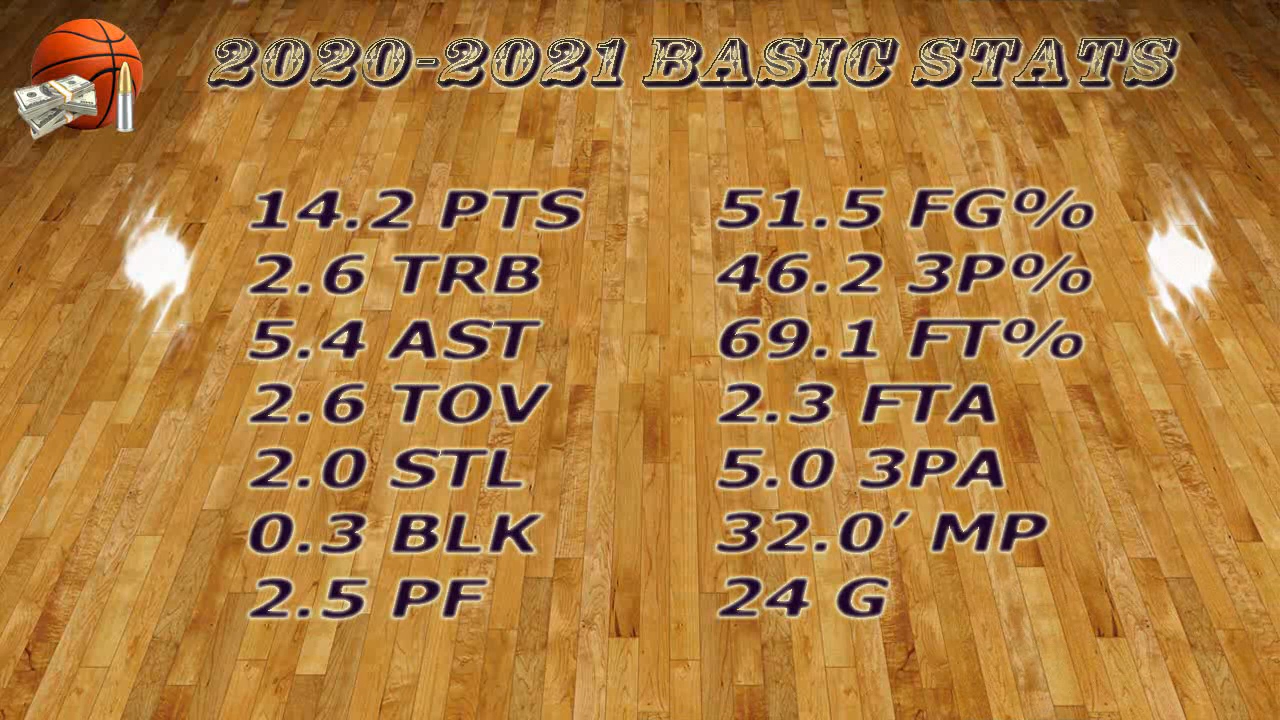 2020-2021 BASIC STATS
14.2 PTS
2.6 TRB
5.4 AST
2.6 TOV
2.0 STL
0.3 BLK
2.5 PF
51.5 FG%
46.2 3P%
69.1 FT%
2.3 FTA
5.0 3PA
32.0′ MP
24 G